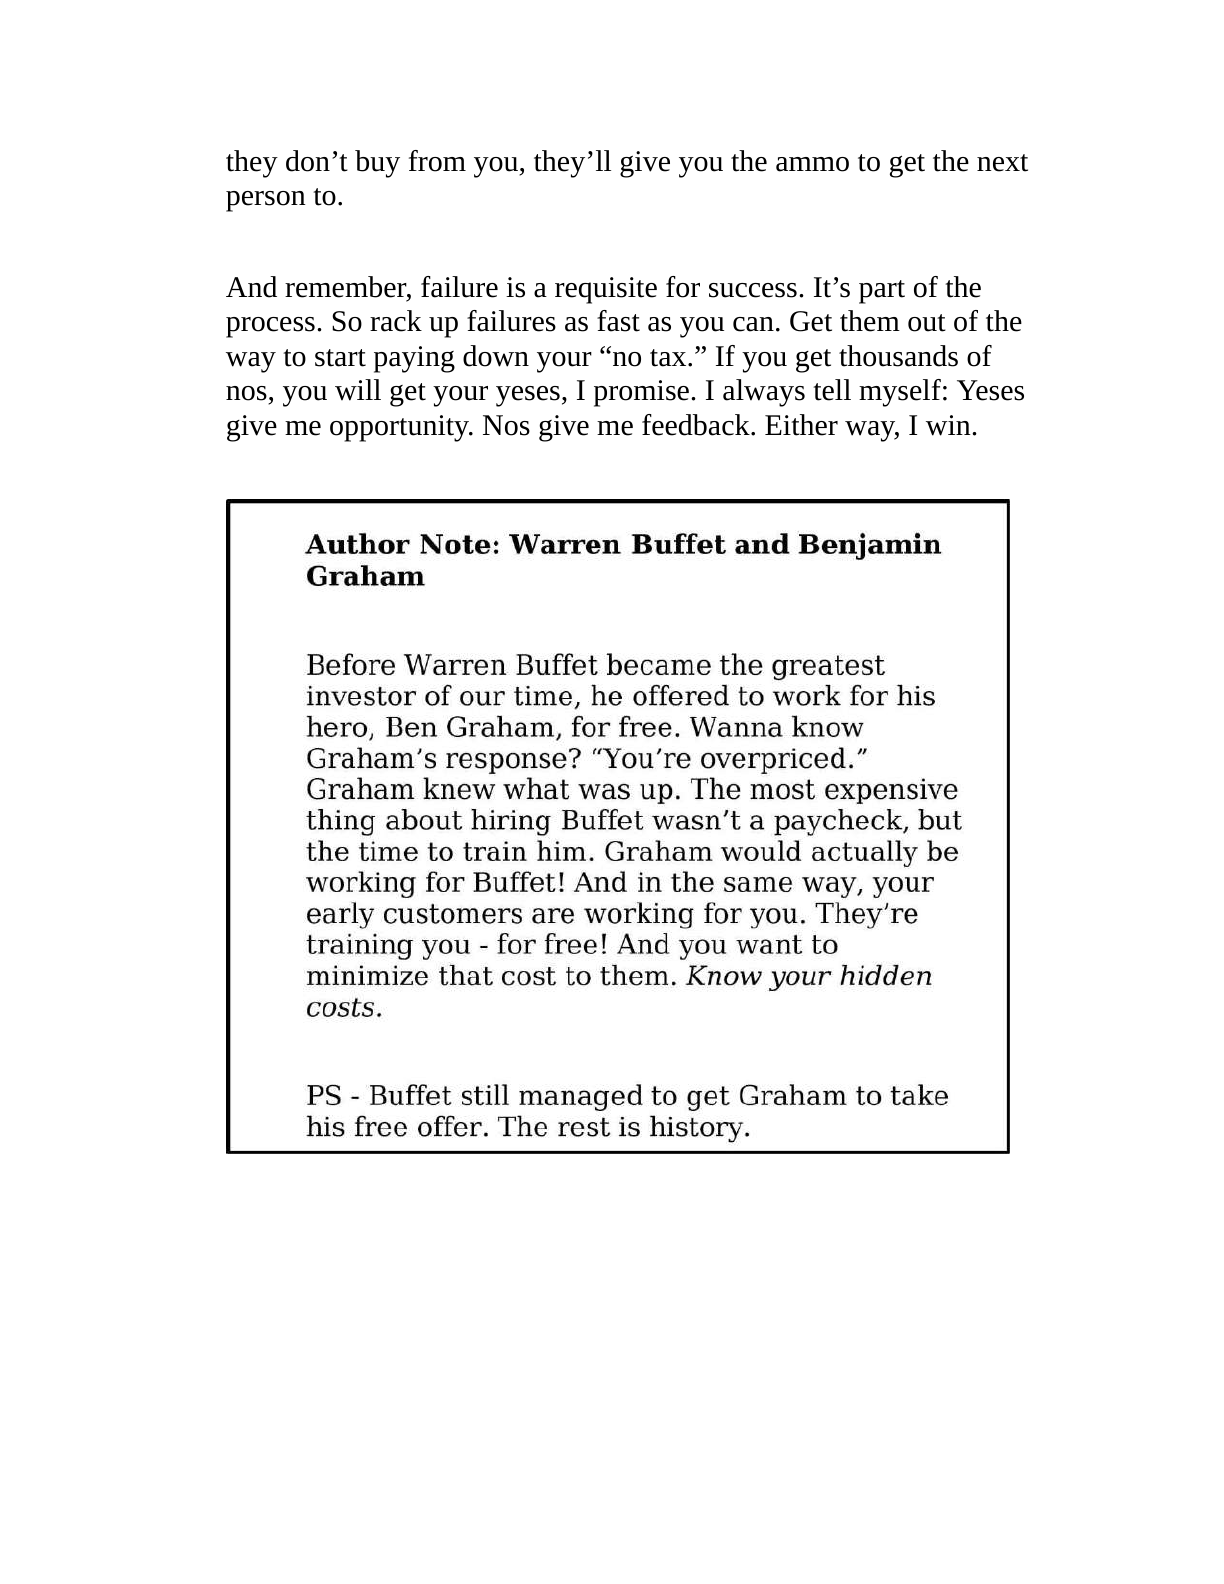 they don’t buy from you, they’ll give you the ammo to get the next
person to.
And remember, failure is a requisite for success. It’s part of the
process. So rack up failures as fast as you can. Get them out of the
way to start paying down your “no tax.” If you get thousands of
nos, you will get your yeses, I promise. I always tell myself: Yeses
give me opportunity. Nos give me feedback. Either way, I win.
Author Note: Warren Buffet and Benjamin
Graham
Before Warren Buffet became the greatest
investor of our time, he offered to work for his
hero, Ben Graham, for free. Wanna know
Graham’s response? “You’re overpriced.”
Graham knew what was up. The most expensive
thing about hiring Buffet wasn’t a paycheck, but
the time to train him. Graham would actually be
working for Buffet! And in the same way, your
early customers are working for you. They’re
training you - for free! And you want to
minimize that cost to them. Know your hidden
costs.
PS - Buffet still managed to get Graham to take
his free offer. The rest is history.